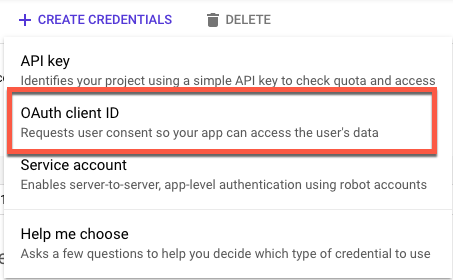 + CREATE CREDENTIALS DELETE
API key
Identifies your project using a simple API key to check quota and access
OAuth client ID
Requests user consent so your app can access the user's data
Service account
Enables server-to-server, app-level authentication using robot accounts
Help me choose
Asks a few questions to help you decide which type of credential to use